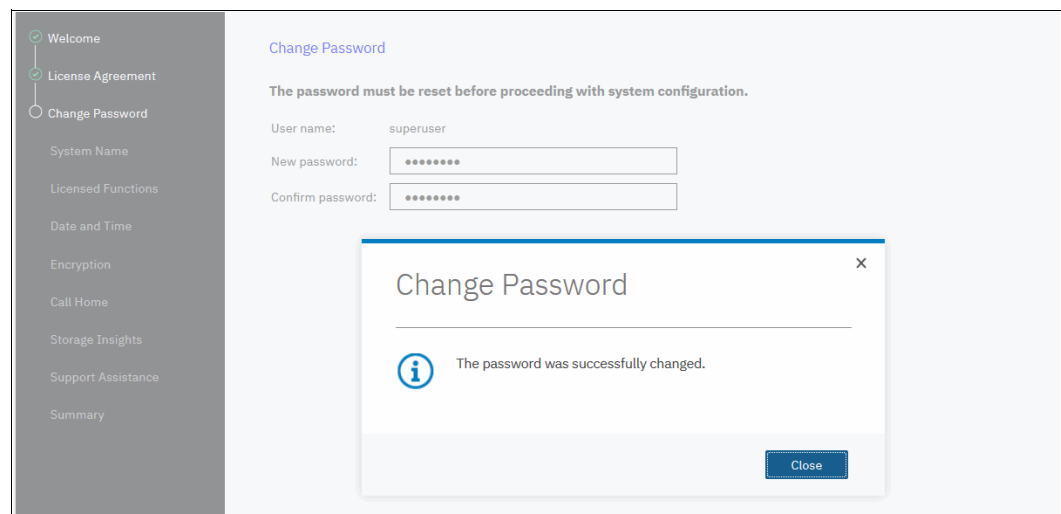 Welcome
License Agreement
Change Password
System Name
Licensed Functions
Date and Time
Encryption
Call Home
Storage Insights
Support Assistance
Summary
Change Password
The password must be reset before proceeding with system configuration.
User name: superuser
New password: ●●●●●●●●
Confirm password: ●●●●●●●●
Change Password
The password was successfully changed.
Close